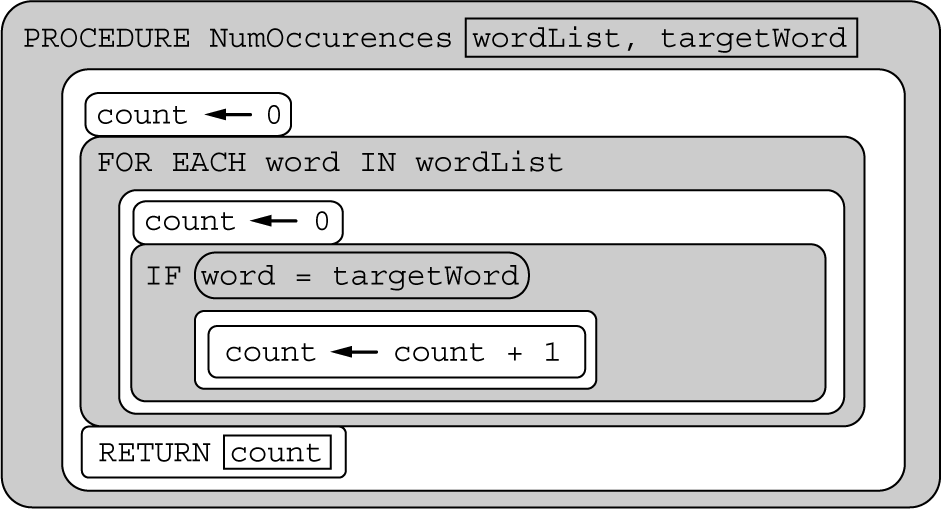 PROCEDURE NumOccurences wordList, targetWord
count ← 0
FOR EACH word IN wordList
count ← 0
IF word = targetWord
count ← count + 1
RETURN count